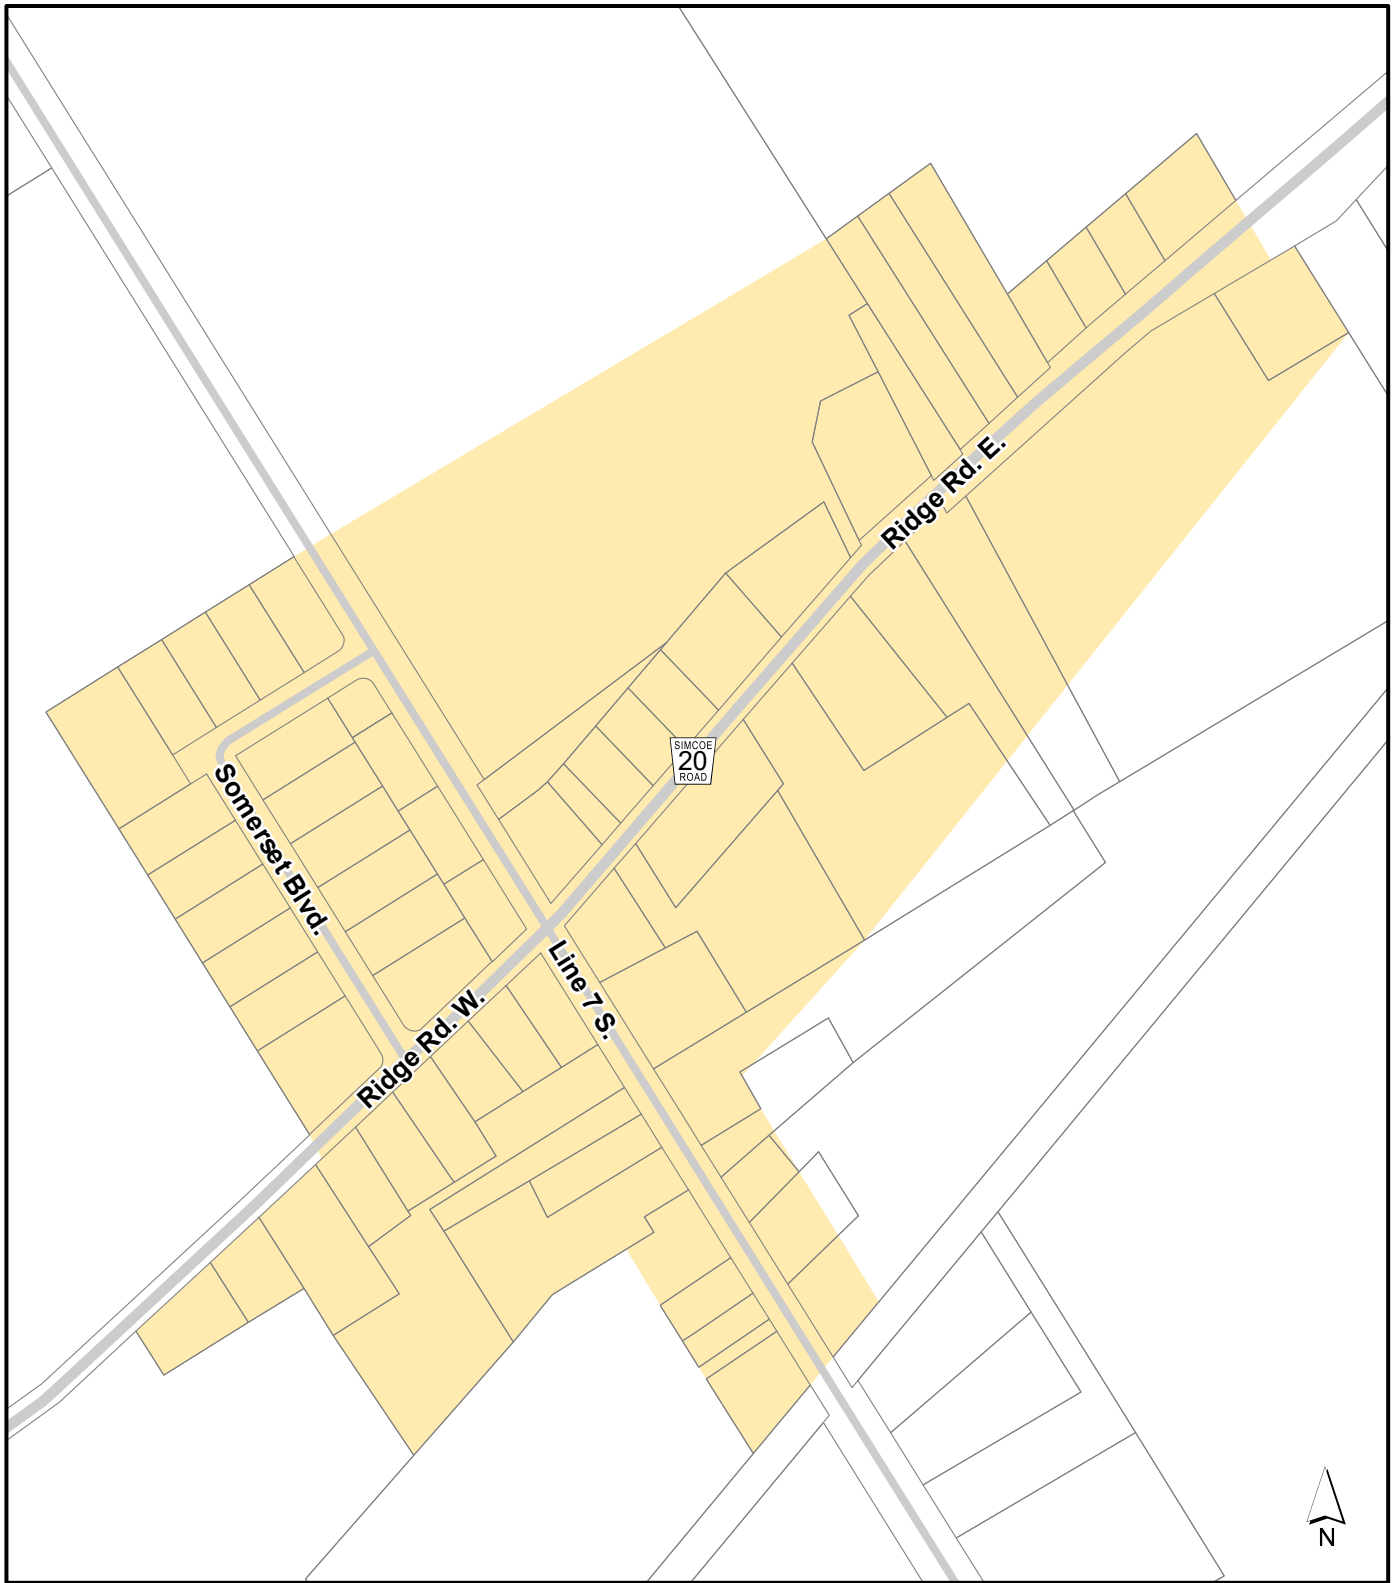 Ridge Rd. E.
SIMCOE
20
ROAD
Somerset Blvd.
Line 7 S.
Ridge Rd. W.
N